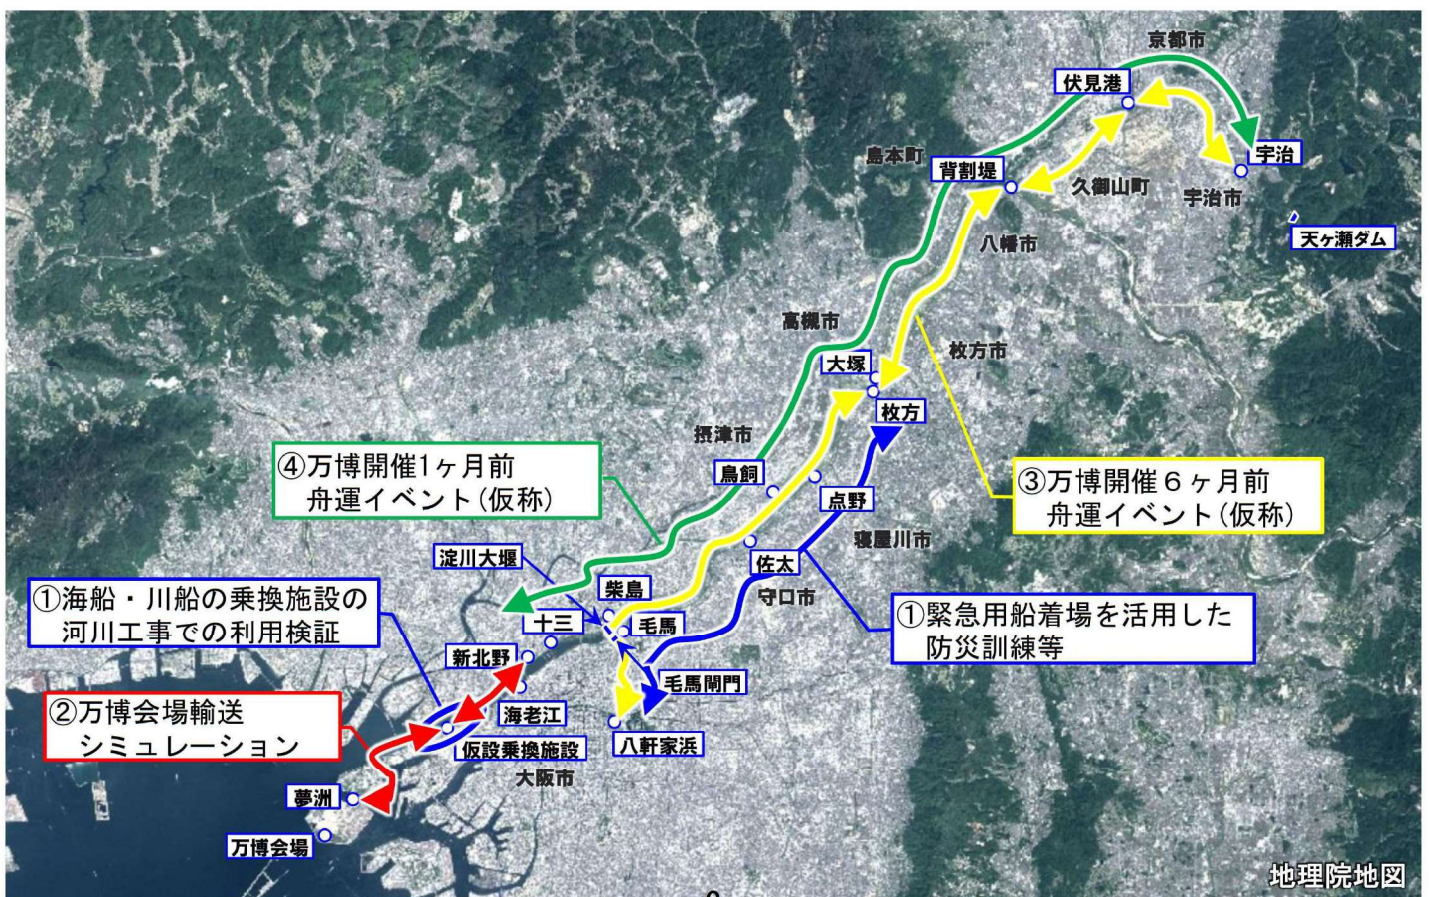 京都市
伏見港
宇治
島本町
背割堤
久御山町
宇治市
天ヶ瀬ダム
八幡市
高槻市
枚方市
大塚
枚方
摂津市
④万博開催1ヶ月前
舟運イベント(仮称)
鳥飼
点野
③万博開催６ヶ月前
舟運イベント(仮称)
寝屋川市
淀川大堰
佐太
柴島
守口市
①海船・川船の乗換施設の
河川工事での利用検証
十三
毛馬
①緊急用船着場を活用した
防災訓練等
新北野
毛馬閘門
②万博会場輸送
シミュレーション
海老江
仮設乗換施設
八軒家浜
大阪市
夢洲
万博会場
地理院地図